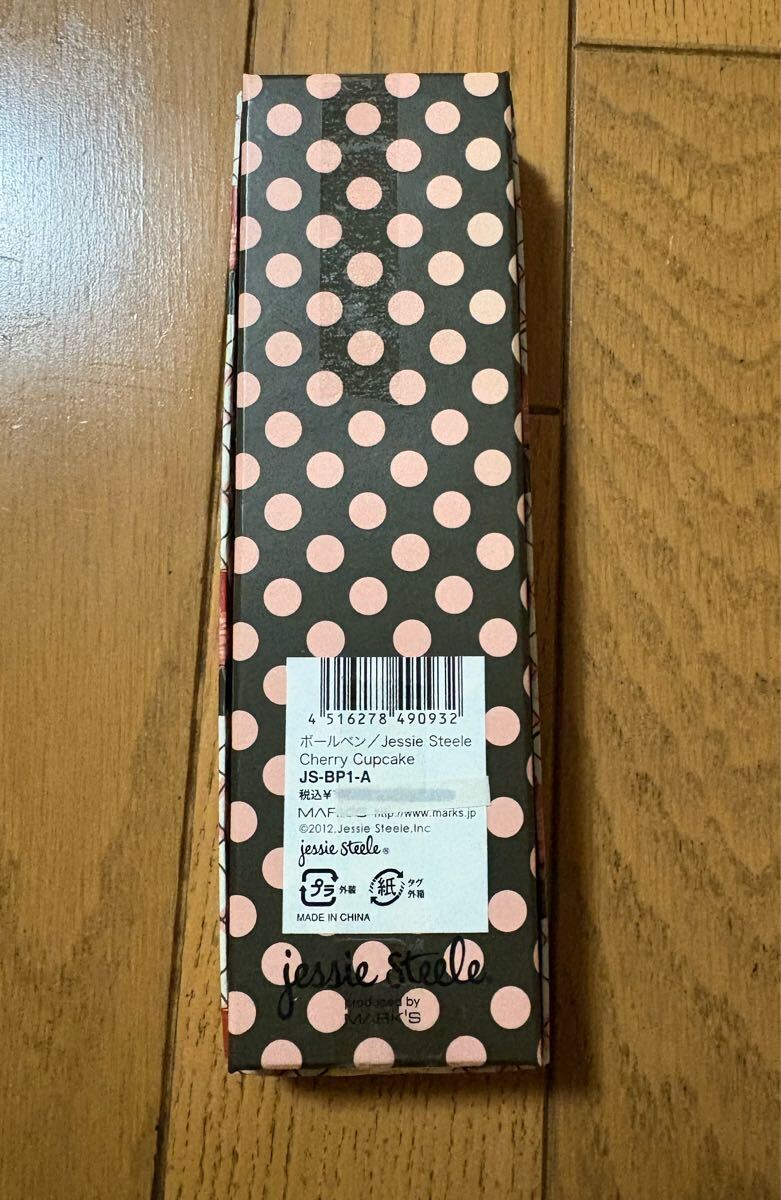 4 516278 490932
ボールペン／Jessie Steele
Cherry Cupcake
JS-BP1-A
税込¥
MARK'S http://www.marks.jp
©2012.Jessie Steele.Inc
jessie steele®
プラ 外装
紙 タグ 外箱
MADE IN CHINA
jessie steele®
produced by
MARK'S